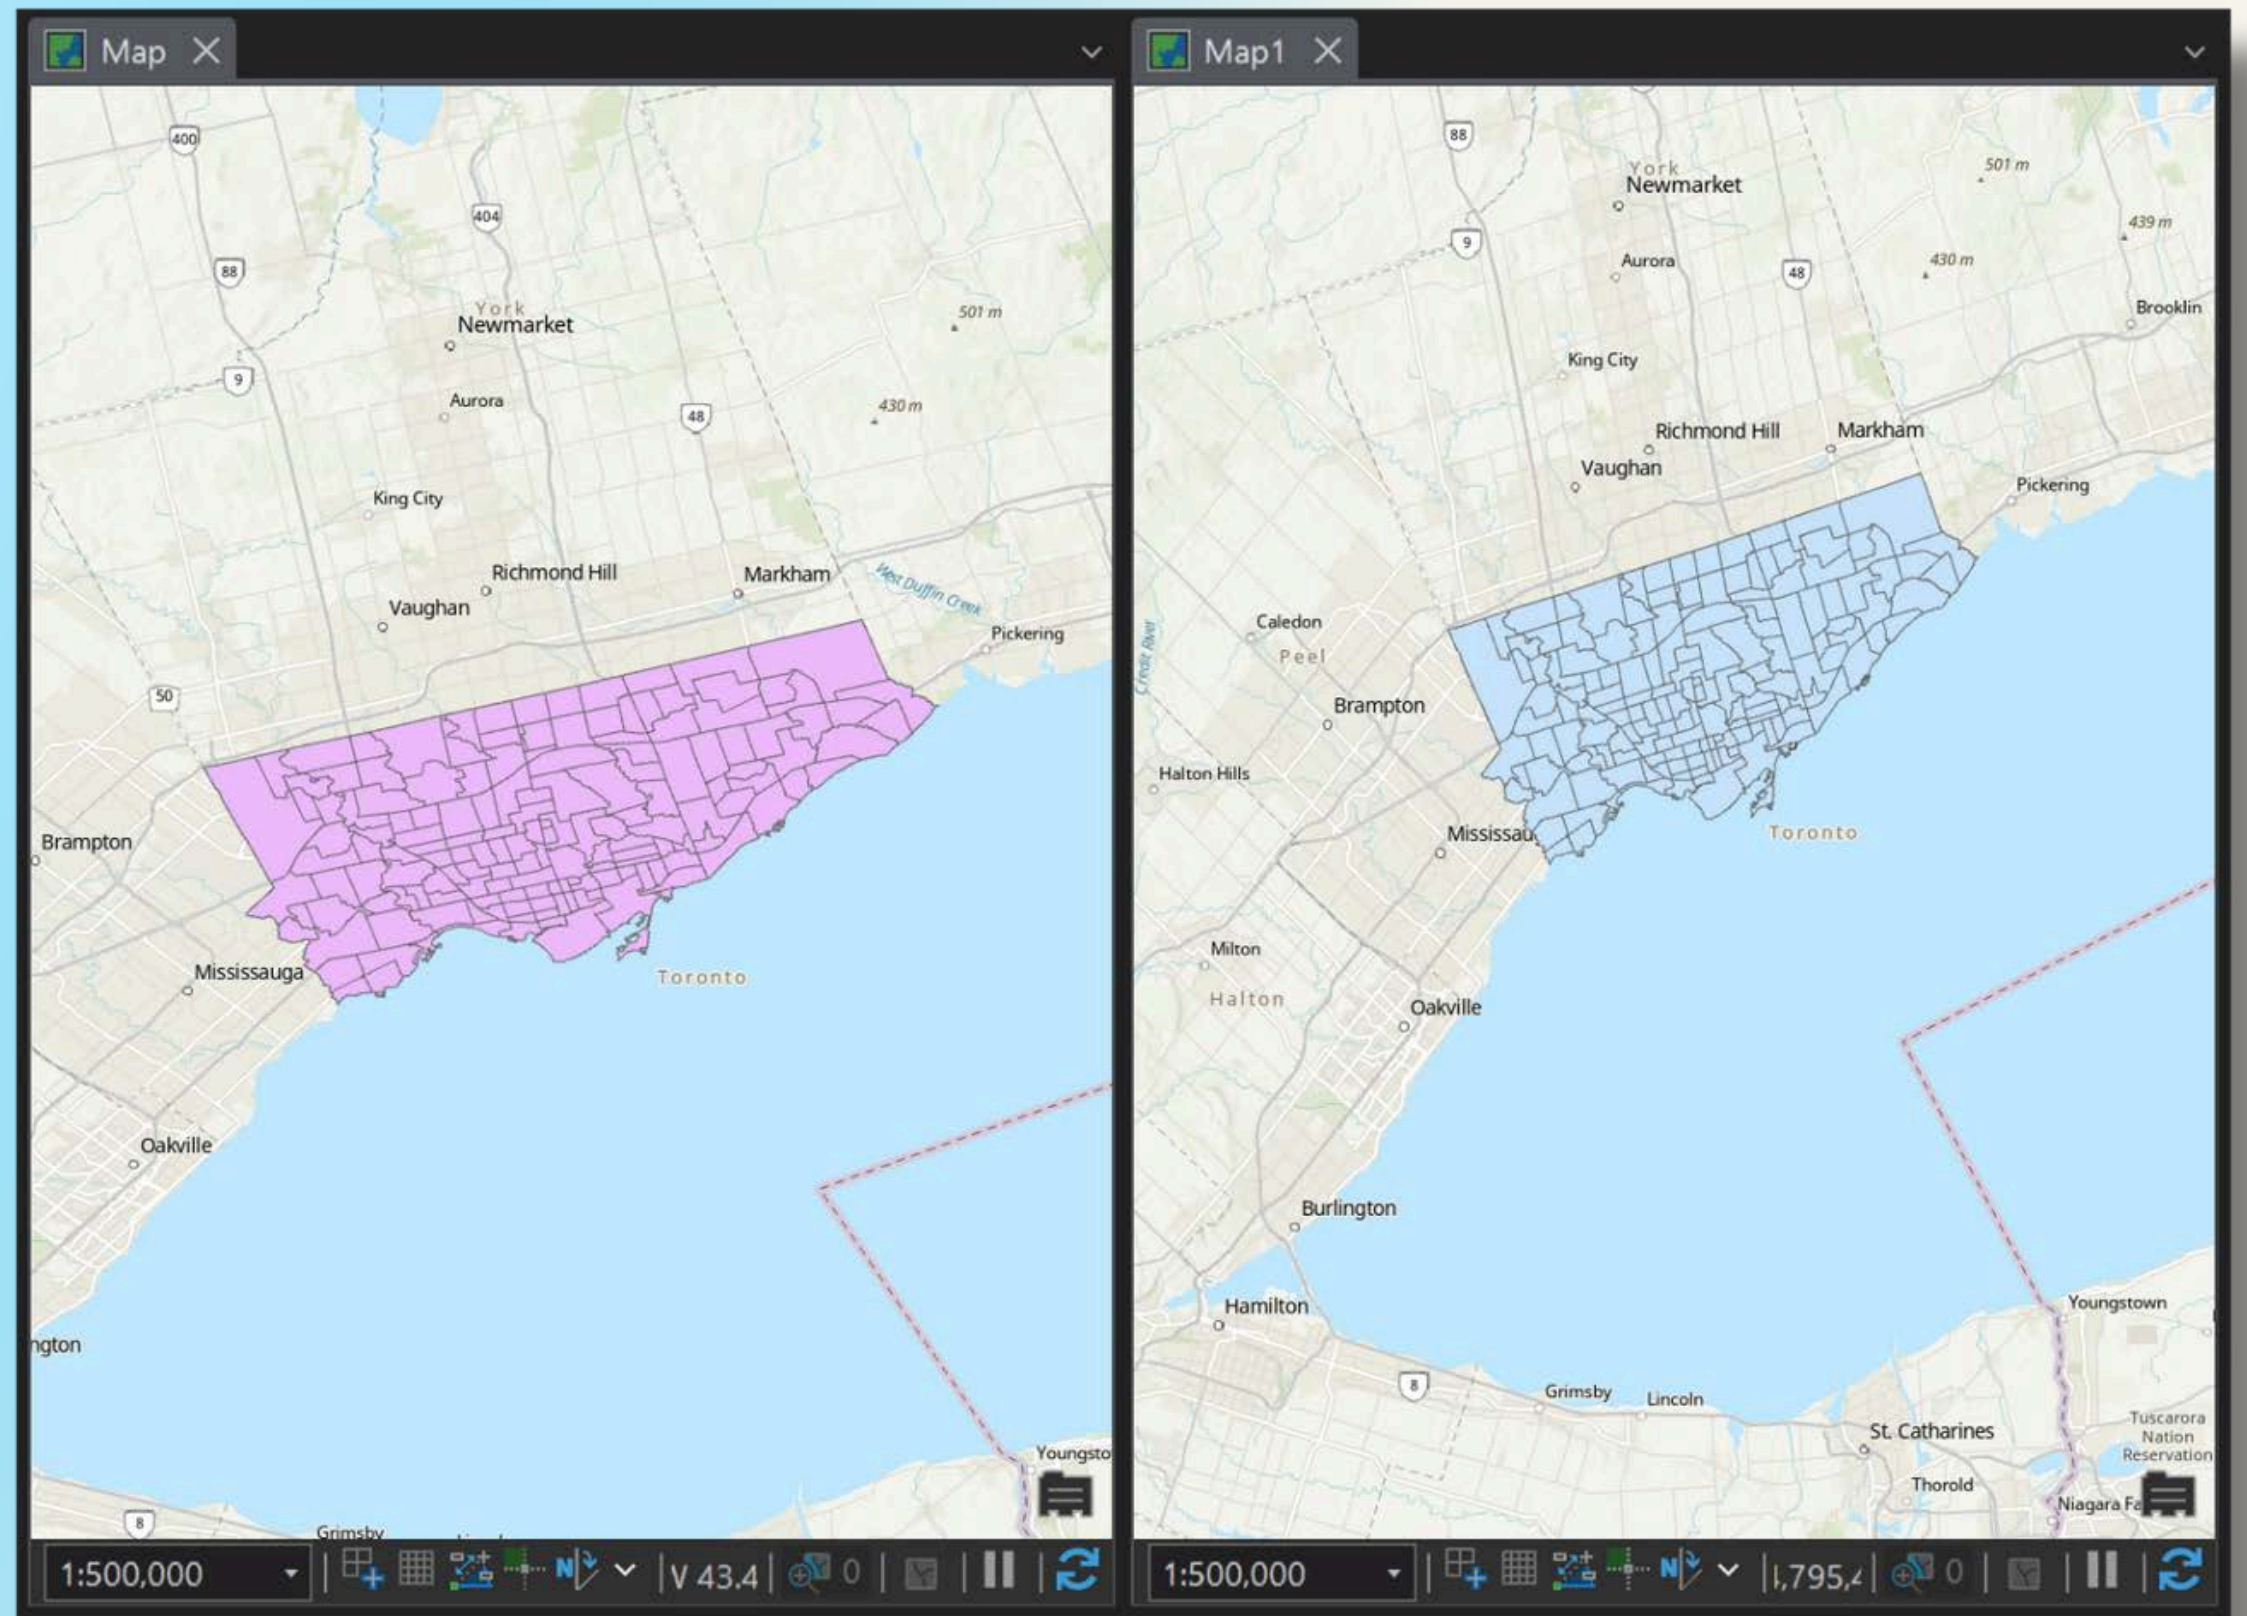 Map
Map1
400
404
88
York
Newmarket
501 m
9
Aurora
430 m
48
King City
Richmond Hill
Markham
West Duffin Creek
Vaughan
Pickering
50
Brampton
Mississauga
Toronto
Oakville
ngton
Youngsto
8
Grimsby
1:500,000
V 43.4
0
88
501 m
York
Newmarket
439 m
9
Aurora
430 m
48
Brooklin
King City
Richmond Hill
Markham
Vaughan
Pickering
Caledon
Credit River
Peel
Brampton
Halton Hills
Mississau
Toronto
Milton
Halton
Oakville
Burlington
Hamilton
Youngstown
8
Grimsby
Lincoln
Tuscarora
Nation
Reservation
St. Catharines
Thorold
Niagara Fa
1:500,000
,795,4
0